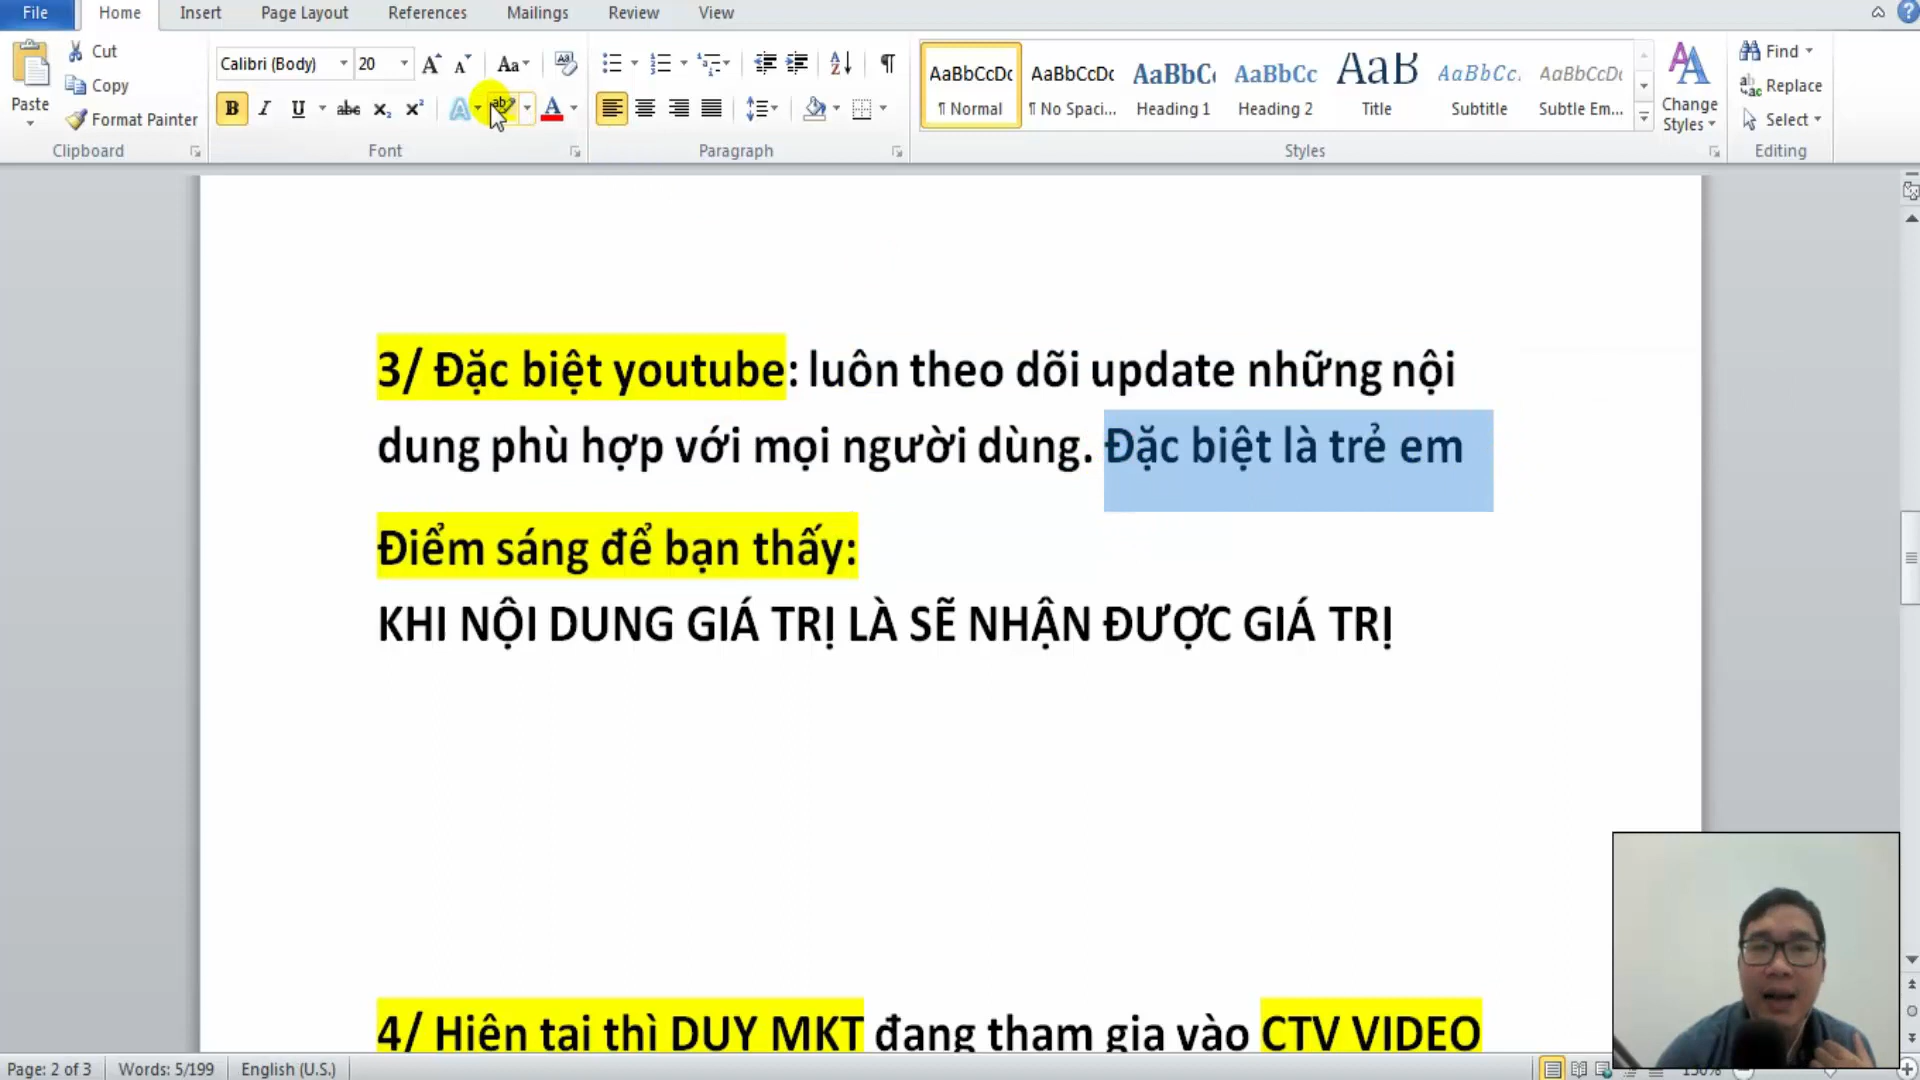 File Home Insert Page Layout References Mailings Review View
Paste Cut Copy Format Painter Clipboard
Calibri (Body) 20 Font
Paragraph
AaBbCcDc AaBbCcDc AaBbC AaBbCc AaB AaBbCc. AaBbCcDc
¶ Normal ¶ No Spaci... Heading 1 Heading 2 Title Subtitle Subtle Em...
Styles
Change Styles
Find Replace Select Editing
3/ Đặc biệt youtube: luôn theo dõi update những nội
dung phù hợp với mọi người dùng. Đặc biệt là trẻ em
Điểm sáng để bạn thấy:
KHI NỘI DUNG GIÁ TRỊ LÀ SẼ NHẬN ĐƯỢC GIÁ TRỊ
4/ Hiện tại thì DUY MKT đang tham gia vào CTV VIDEO
Page: 2 of 3 Words: 5/199 English (U.S.) 150%